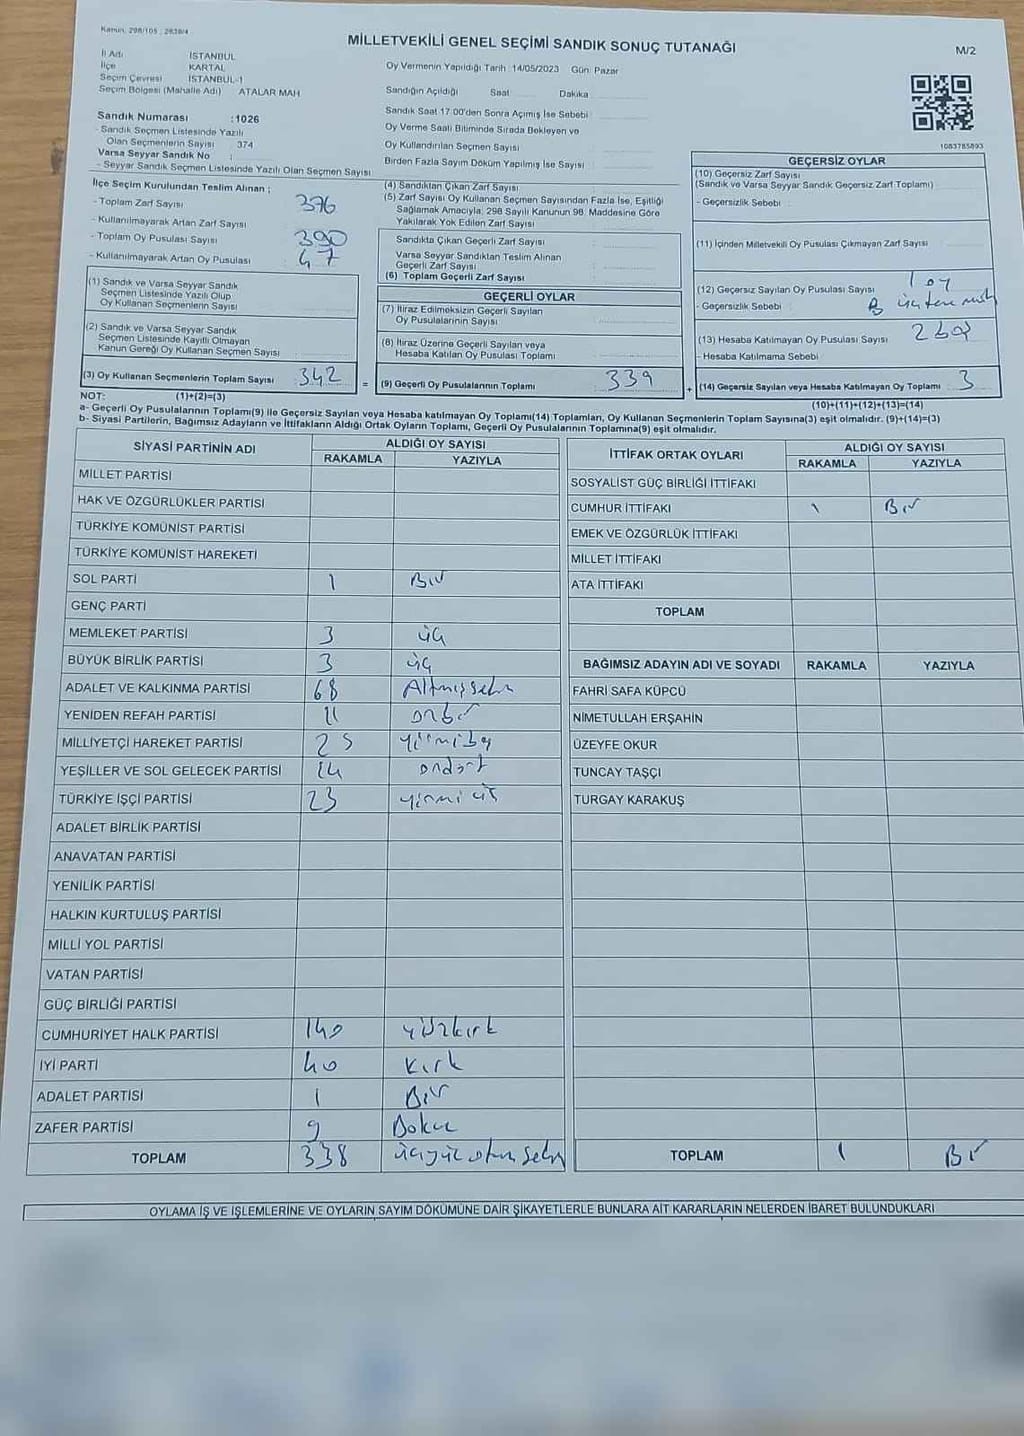 Kanun: 298/105 ; 2839/4
MİLLETVEKİLİ GENEL SEÇİMİ SANDIK SONUÇ TUTANAĞI
M/2
İl Adı İSTANBUL
İlçe KARTAL
Seçim Çevresi İSTANBUL-1
Seçim Bölgesi (Mahalle Adı) ATALAR MAH
Sandık Numarası :1026
- Sandık Seçmen Listesinde Yazılı
Olan Seçmenlerin Sayısı 374
Varsa Seyyar Sandık No :
- Seyyar Sandık Seçmen Listesinde Yazılı Olan Seçmen Sayısı
Oy Vermenin Yapıldığı Tarih :14/05/2023 Gün: Pazar
Sandığın Açıldığı Saat Dakika
Sandık Saat 17:00'den Sonra Açımış İse Sebebi
Oy Verme Saati Bitiminde Sırada Bekleyen ve
Oy Kullandırılan Seçmen Sayısı
Birden Fazla Sayım Döküm Yapılmış İse Sayısı
1083785893
İlçe Seçim Kurulundan Teslim Alınan ;
- Toplam Zarf Sayısı 376
- Kullanılmayarak Artan Zarf Sayısı
- Toplam Oy Pusulası Sayısı 390
- Kullanılmayarak Artan Oy Pusulası 47
(1) Sandık ve Varsa Seyyar Sandık
Seçmen Listesinde Yazılı Olup
Oy Kullanan Seçmenlerin Sayısı
(2) Sandık ve Varsa Seyyar Sandık
Seçmen Listesinde Kayıtlı Olmayan
Kanun Gereği Oy Kullanan Seçmen Sayısı
(3) Oy Kullanan Seçmenlerin Toplam Sayısı 342
(4) Sandıktan Çıkan Zarf Sayısı
(5) Zarf Sayısı Oy Kullanan Seçmen Sayısından Fazla İse, Eşitliği
Sağlamak Amacıyla, 298 Sayılı Kanunun 98. Maddesine Göre
Yakılarak Yok Edilen Zarf Sayısı
Sandıkta Çıkan Geçerli Zarf Sayısı
Varsa Seyyar Sandıktan Teslim Alınan
Geçerli Zarf Sayısı
(6) Toplam Geçerli Zarf Sayısı
GEÇERLİ OYLAR
(7) İtiraz Edilmeksizin Geçerli Sayılan
Oy Pusulalarının Sayısı
(8) İtiraz Üzerine Geçerli Sayılan veya
Hesaba Katılan Oy Pusulası Toplamı
= (9) Geçerli Oy Pusulalarının Toplamı 339
GEÇERSİZ OYLAR
(10) Geçersiz Zarf Sayısı
(Sandık ve Varsa Seyyar Sandık Geçersiz Zarf Toplamı)
- Geçersizlik Sebebi
(11) İçinden Milletvekili Oy Pusulası Çıkmayan Zarf Sayısı
(12) Geçersiz Sayılan Oy Pusulası Sayısı 1 oy
- Geçersizlik Sebebi
(13) Hesaba Katılmayan Oy Pusulası Sayısı
- Hesaba Katılmama Sebebi
+ (14) Geçersiz Sayılan veya Hesaba Katılmayan Oy Toplamı 3
NOT: (1)+(2)=(3)
(10)+(11)+(12)+(13)=(14)
a- Geçerli Oy Pusulalarının Toplamı(9) ile Geçersiz Sayılan veya Hesaba katılmayan Oy Toplamı(14) Toplamları, Oy Kullanan Seçmenlerin Toplam Sayısına(3) eşit olmalıdır. (9)+(14)=(3)
b- Siyasi Partilerin, Bağımsız Adayların ve İttifakların Aldığı Ortak Oyların Toplamı, Geçerli Oy Pusulalarının Toplamına(9) eşit olmalıdır.
SİYASİ PARTİNİN ADI ALDIĞI OY SAYISI
RAKAMLA YAZIYLA
MİLLET PARTİSİ
HAK VE ÖZGÜRLÜKLER PARTİSİ
TÜRKİYE KOMÜNİST PARTİSİ
TÜRKİYE KOMÜNİST HAREKETİ
SOL PARTİ 1 Bir
GENÇ PARTİ
MEMLEKET PARTİSİ 3 üç
BÜYÜK BİRLİK PARTİSİ 3 üç
ADALET VE KALKINMA PARTİSİ 68 Altmışsekiz
YENİDEN REFAH PARTİSİ 11 onbir
MİLLİYETÇİ HAREKET PARTİSİ 25 yirmibeş
YEŞİLLER VE SOL GELECEK PARTİSİ 14 ondört
TÜRKİYE İŞÇİ PARTİSİ 23 yirmi üç
ADALET BİRLİK PARTİSİ
ANAVATAN PARTİSİ
YENİLİK PARTİSİ
HALKIN KURTULUŞ PARTİSİ
MİLLİ YOL PARTİSİ
VATAN PARTİSİ
GÜÇ BİRLİĞİ PARTİSİ
CUMHURİYET HALK PARTİSİ 140 yüzkırk
İYİ PARTİ 40 Kırk
ADALET PARTİSİ 1 Bir
ZAFER PARTİSİ 9 Dokuz
TOPLAM 338 üçyüz otuz sekiz
İTTİFAK ORTAK OYLARI ALDIĞI OY SAYISI
RAKAMLA YAZIYLA
SOSYALİST GÜÇ BİRLİĞİ İTTİFAKI
CUMHUR İTTİFAKI 1 Bir
EMEK VE ÖZGÜRLÜK İTTİFAKI
MİLLET İTTİFAKI
ATA İTTİFAKI
TOPLAM
BAĞIMSIZ ADAYIN ADI VE SOYADI RAKAMLA YAZIYLA
FAHRİ SAFA KÜPCÜ
NİMETULLAH ERŞAHİN
ÜZEYFE OKUR
TUNCAY TAŞÇI
TURGAY KARAKUŞ
TOPLAM 1 Bir
OYLAMA İŞ VE İŞLEMLERİNE VE OYLARIN SAYIM DÖKÜMÜNE DAİR ŞİKAYETLERLE BUNLARA AİT KARARLARIN NELERDEN İBARET BULUNDUKLARI